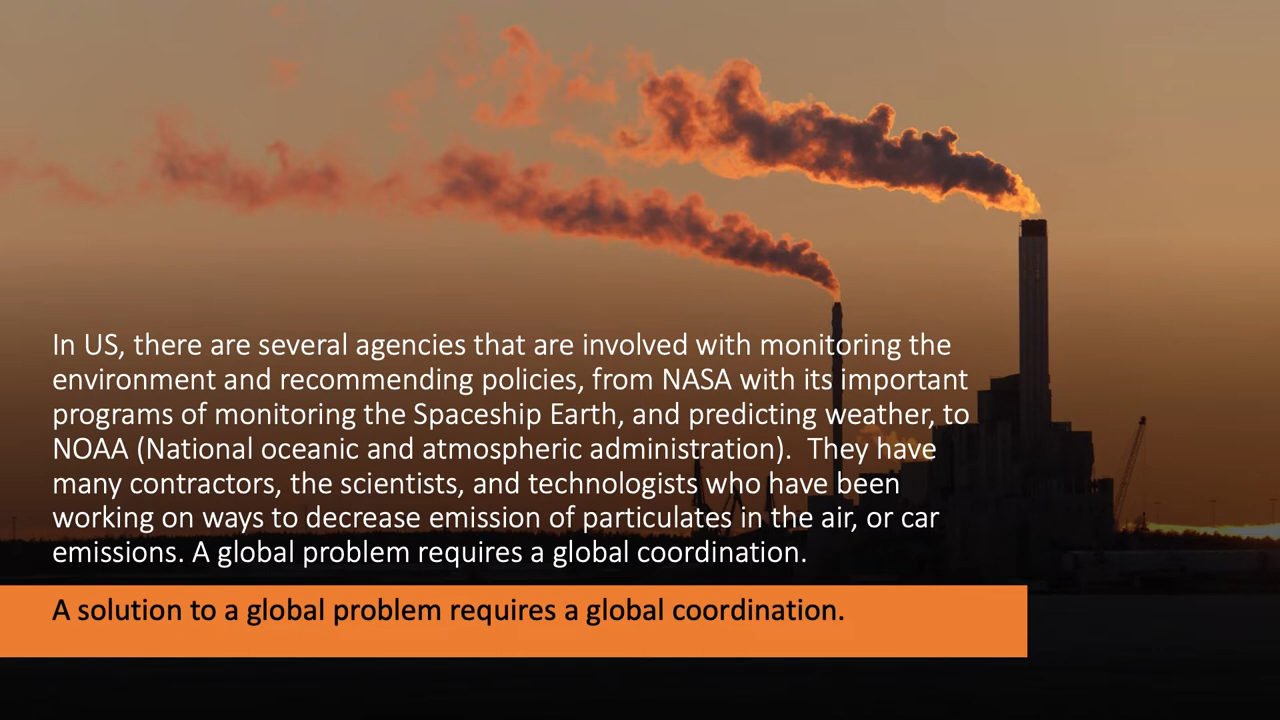 In US, there are several agencies that are involved with monitoring the
environment and recommending policies, from NASA with its important
programs of monitoring the Spaceship Earth, and predicting weather, to
NOAA (National oceanic and atmospheric administration).  They have
many contractors, the scientists, and technologists who have been
working on ways to decrease emission of particulates in the air, or car
emissions. A global problem requires a global coordination.
A solution to a global problem requires a global coordination.